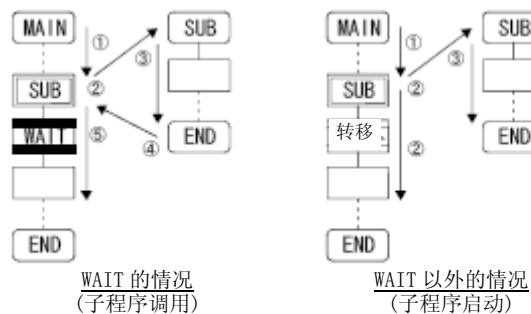 MAIN
①
SUB
②
SUB
③
WAIT
⑤
④
END
END
WAIT 的情况
(子程序调用)
MAIN
①
SUB
②
SUB
③
转移
②
END
END
WAIT 以外的情况
(子程序启动)